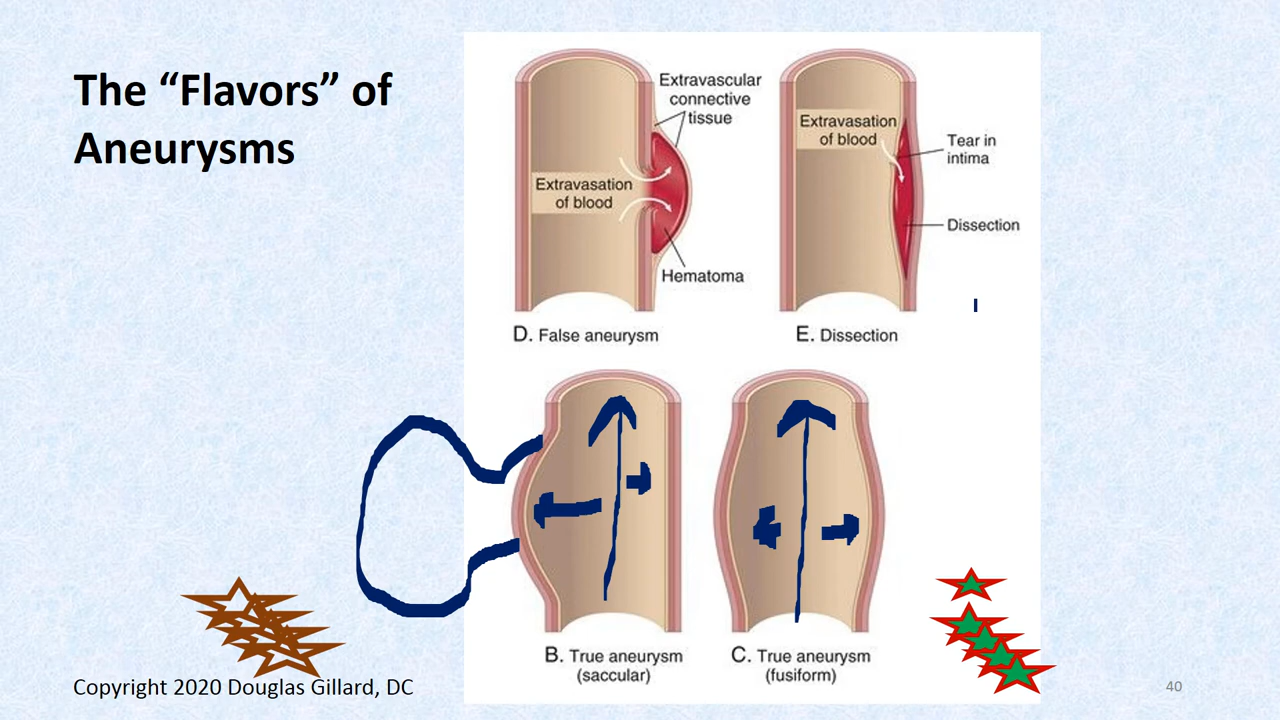 The “Flavors” of
Aneurysms
Extravascular
connective
tissue
Extravasation
of blood
Hematoma
D. False aneurysm
Extravasation
of blood
Tear in
intima
Dissection
E. Dissection
B. True aneurysm
(saccular)
C. True aneurysm
(fusiform)
Copyright 2020 Douglas Gillard, DC
40